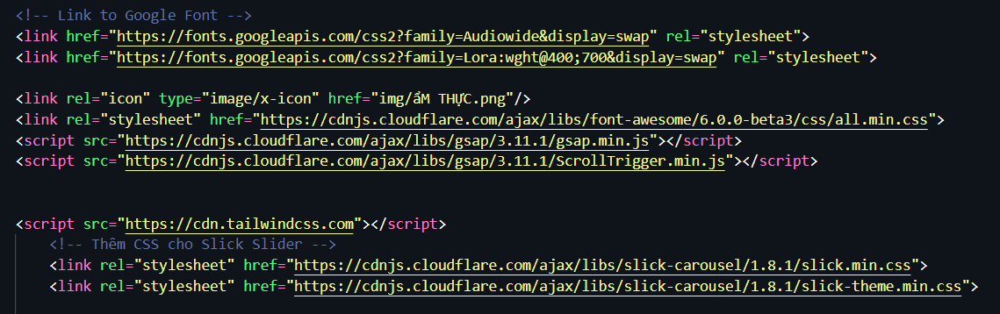 <!-- Link to Google Font -->
<link href="https://fonts.googleapis.com/css2?family=Audiowide&display=swap" rel="stylesheet">
<link href="https://fonts.googleapis.com/css2?family=Lora:wght@400;700&display=swap" rel="stylesheet">
<link rel="icon" type="image/x-icon" href="img/ẩM THỰC.png"/>
<link rel="stylesheet" href="https://cdnjs.cloudflare.com/ajax/libs/font-awesome/6.0.0-beta3/css/all.min.css">
<script src="https://cdnjs.cloudflare.com/ajax/libs/gsap/3.11.1/gsap.min.js"></script>
<script src="https://cdnjs.cloudflare.com/ajax/libs/gsap/3.11.1/ScrollTrigger.min.js"></script>
<script src="https://cdn.tailwindcss.com"></script>
<!-- Thêm CSS cho Slick Slider -->
<link rel="stylesheet" href="https://cdnjs.cloudflare.com/ajax/libs/slick-carousel/1.8.1/slick.min.css">
<link rel="stylesheet" href="https://cdnjs.cloudflare.com/ajax/libs/slick-carousel/1.8.1/slick-theme.min.css">